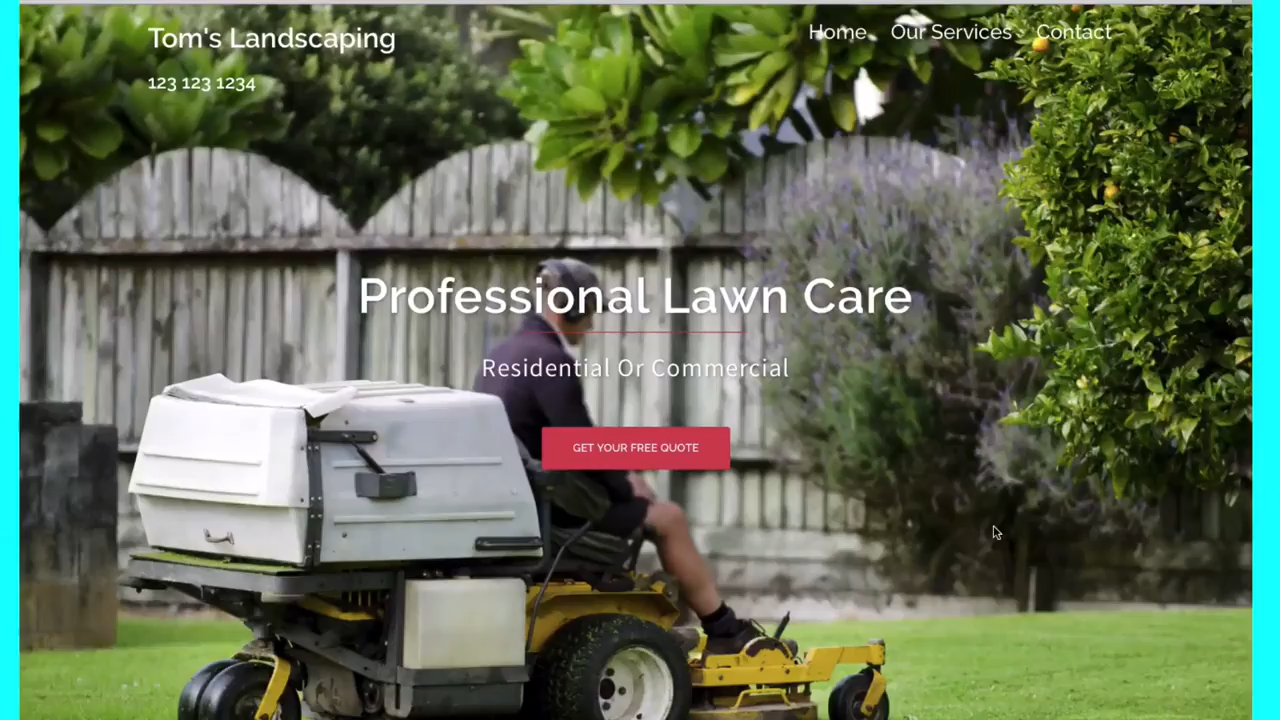 Tom's Landscaping
Home Our Services Contact
123 123 1234
Professional Lawn Care
Residential Or Commercial
GET YOUR FREE QUOTE